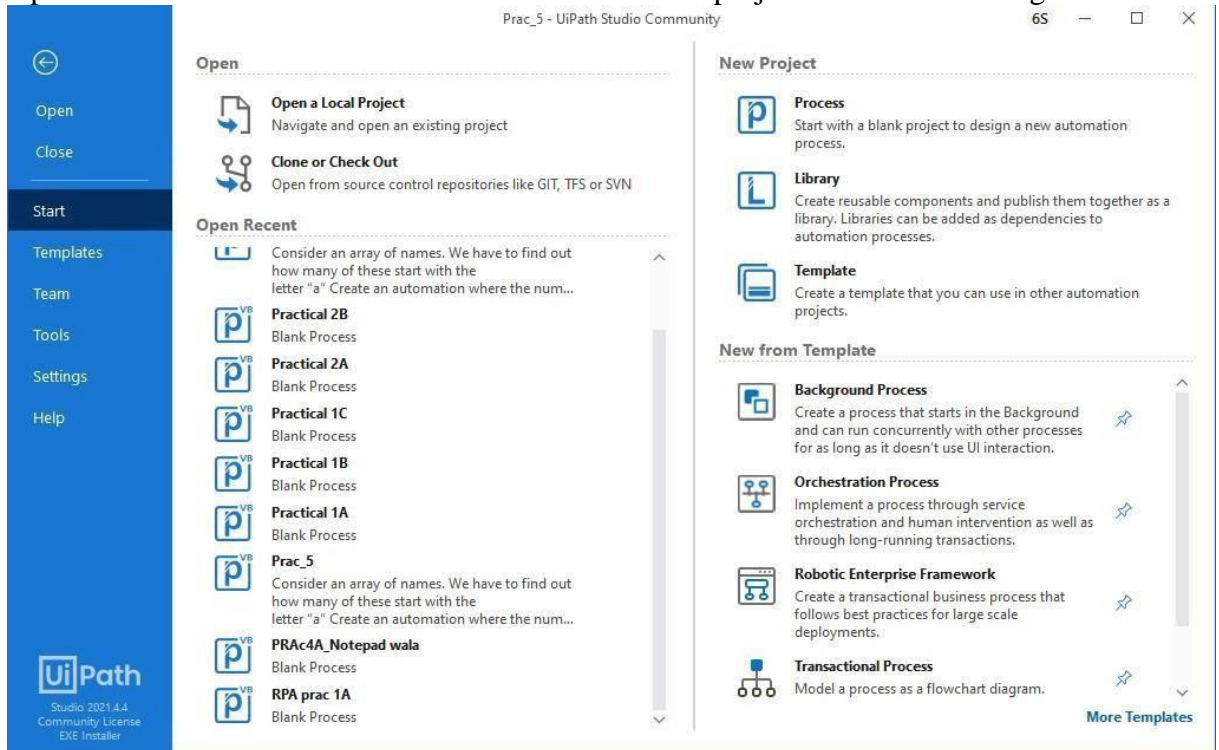 Prac_5 - UiPath Studio Community
6S
Open
Close
Start
Templates
Team
Tools
Settings
Help
UiPath
Studio 2021.4.4
Community License
EXE Installer
Open
Open a Local Project
Navigate and open an existing project
Clone or Check Out
Open from source control repositories like GIT, TFS or SVN
Open Recent
Consider an array of names. We have to find out
how many of these start with the
letter "a" Create an automation where the num...
VB
Practical 2B
Blank Process
VB
Practical 2A
Blank Process
VB
Practical 1C
Blank Process
VB
Practical 1B
Blank Process
VB
Practical 1A
Blank Process
VB
Prac_5
Consider an array of names. We have to find out
how many of these start with the
letter "a" Create an automation where the num...
VB
PRAc4A_Notepad wala
Blank Process
VB
RPA prac 1A
Blank Process
New Project
Process
Start with a blank project to design a new automation
process.
Library
Create reusable components and publish them together as a
library. Libraries can be added as dependencies to
automation processes.
Template
Create a template that you can use in other automation
projects.
New from Template
Background Process
Create a process that starts in the Background
and can run concurrently with other processes
for as long as it doesn't use UI interaction.
Orchestration Process
Implement a process through service
orchestration and human intervention as well as
through long-running transactions.
Robotic Enterprise Framework
Create a transactional business process that
follows best practices for large scale
deployments.
Transactional Process
Model a process as a flowchart diagram.
More Templates